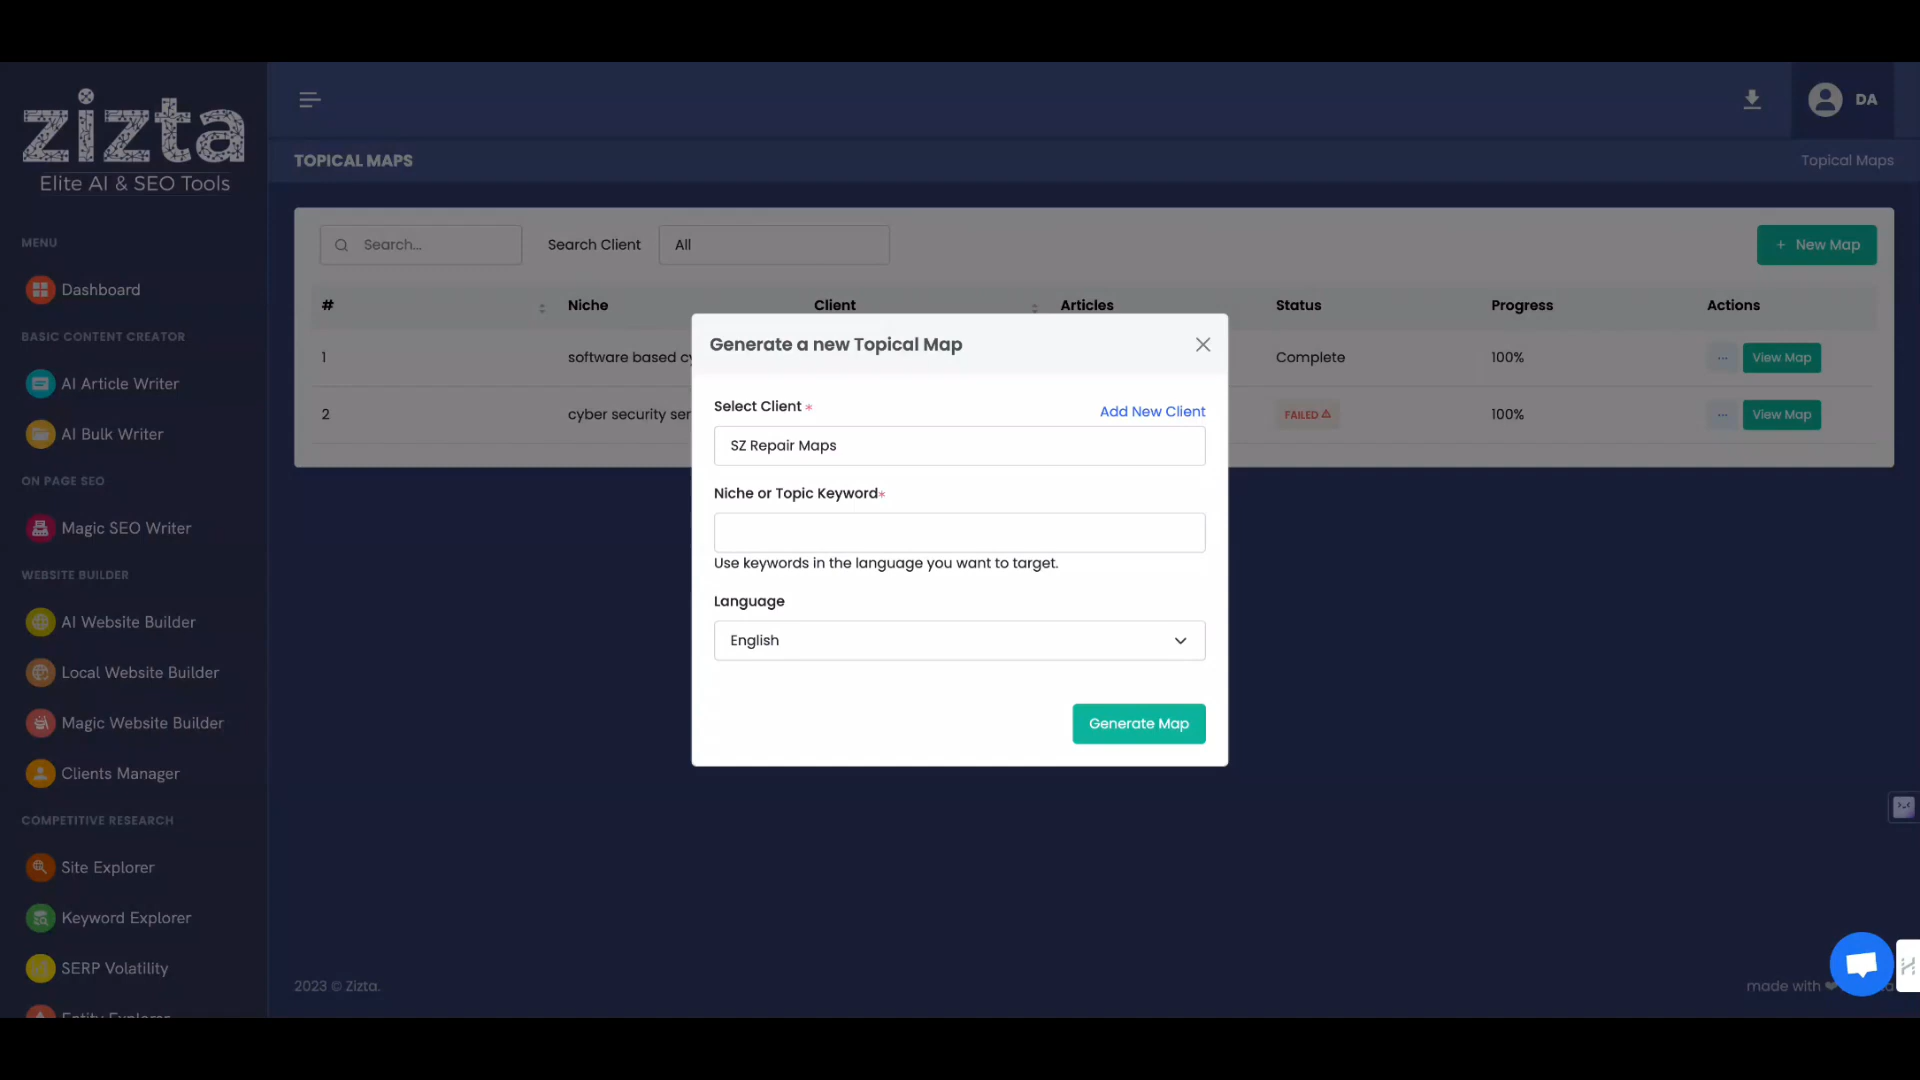 zizta
Elite AI & SEO Tools
DA
TOPICAL MAPS
Topical Maps
MENU
Dashboard
BASIC CONTENT CREATOR
AI Article Writer
AI Bulk Writer
ON PAGE SEO
Magic SEO Writer
WEBSITE BUILDER
AI Website Builder
Local Website Builder
Magic Website Builder
Clients Manager
COMPETITIVE RESEARCH
Site Explorer
Keyword Explorer
SERP Volatility
Entity Explorer
Search...
Search Client
All
+ New Map
# Niche Client Articles Status Progress Actions
1 software based cy Complete 100% ... View Map
2 cyber security ser FAILED 100% ... View Map
Generate a new Topical Map
Select Client *
Add New Client
SZ Repair Maps
Niche or Topic Keyword*
Use keywords in the language you want to target.
Language
English
Generate Map
2023 © Zizta.
made with